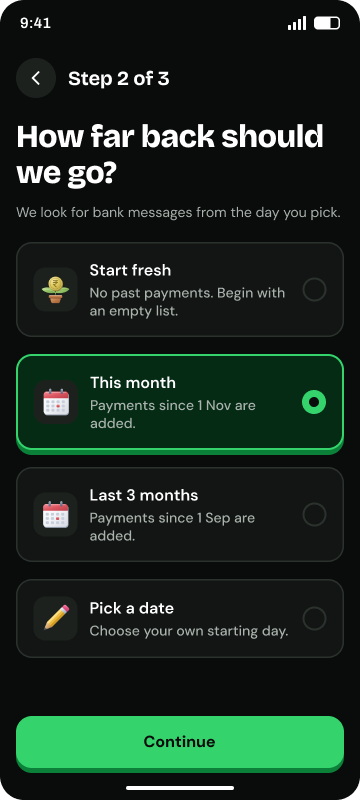 9:41
Step 2 of 3
How far back should
we go?
We look for bank messages from the day you pick.
Start fresh
No past payments. Begin with
an empty list.
This month
Payments since 1 Nov are
added.
Last 3 months
Payments since 1 Sep are
added.
Pick a date
Choose your own starting day.
Continue